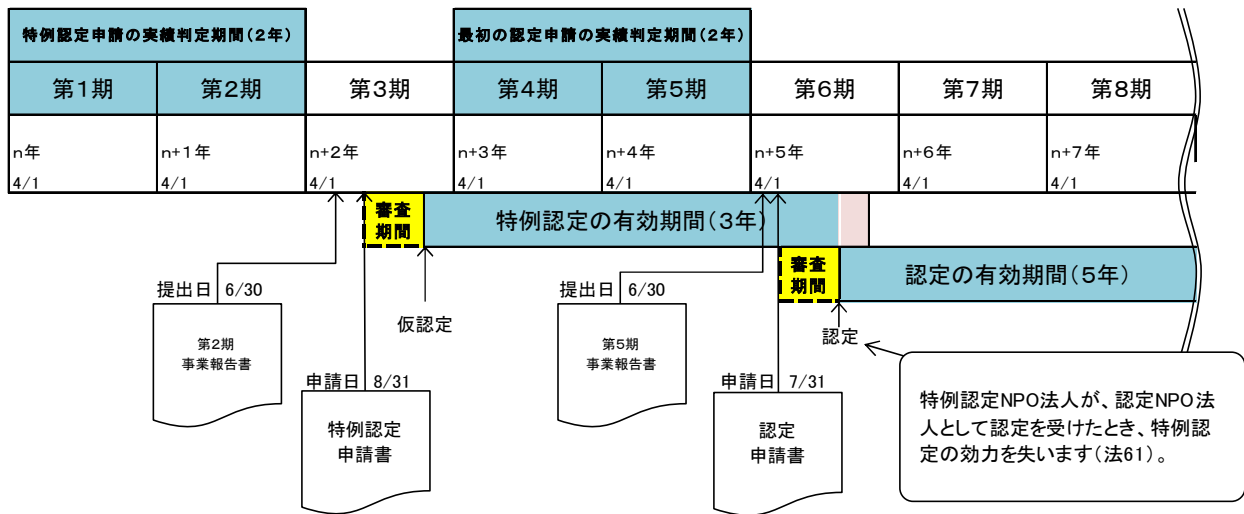 特例認定申請の実績判定期間(2年)
最初の認定申請の実績判定期間(2年)
第1期
第2期
第3期
第4期
第5期
第6期
第7期
第8期
n年
4/1
n+1年
4/1
n+2年
4/1
n+3年
4/1
n+4年
4/1
n+5年
4/1
n+6年
4/1
n+7年
4/1
審査
期間
特例認定の有効期間(3年)
審査
期間
認定の有効期間(5年)
提出日 6/30
第2期
事業報告書
仮認定
申請日 8/31
特例認定
申請書
提出日 6/30
第5期
事業報告書
申請日 7/31
認定
申請書
認定
特例認定NPO法人が、認定NPO法
人として認定を受けたとき、特例認
定の効力を失います(法61)。